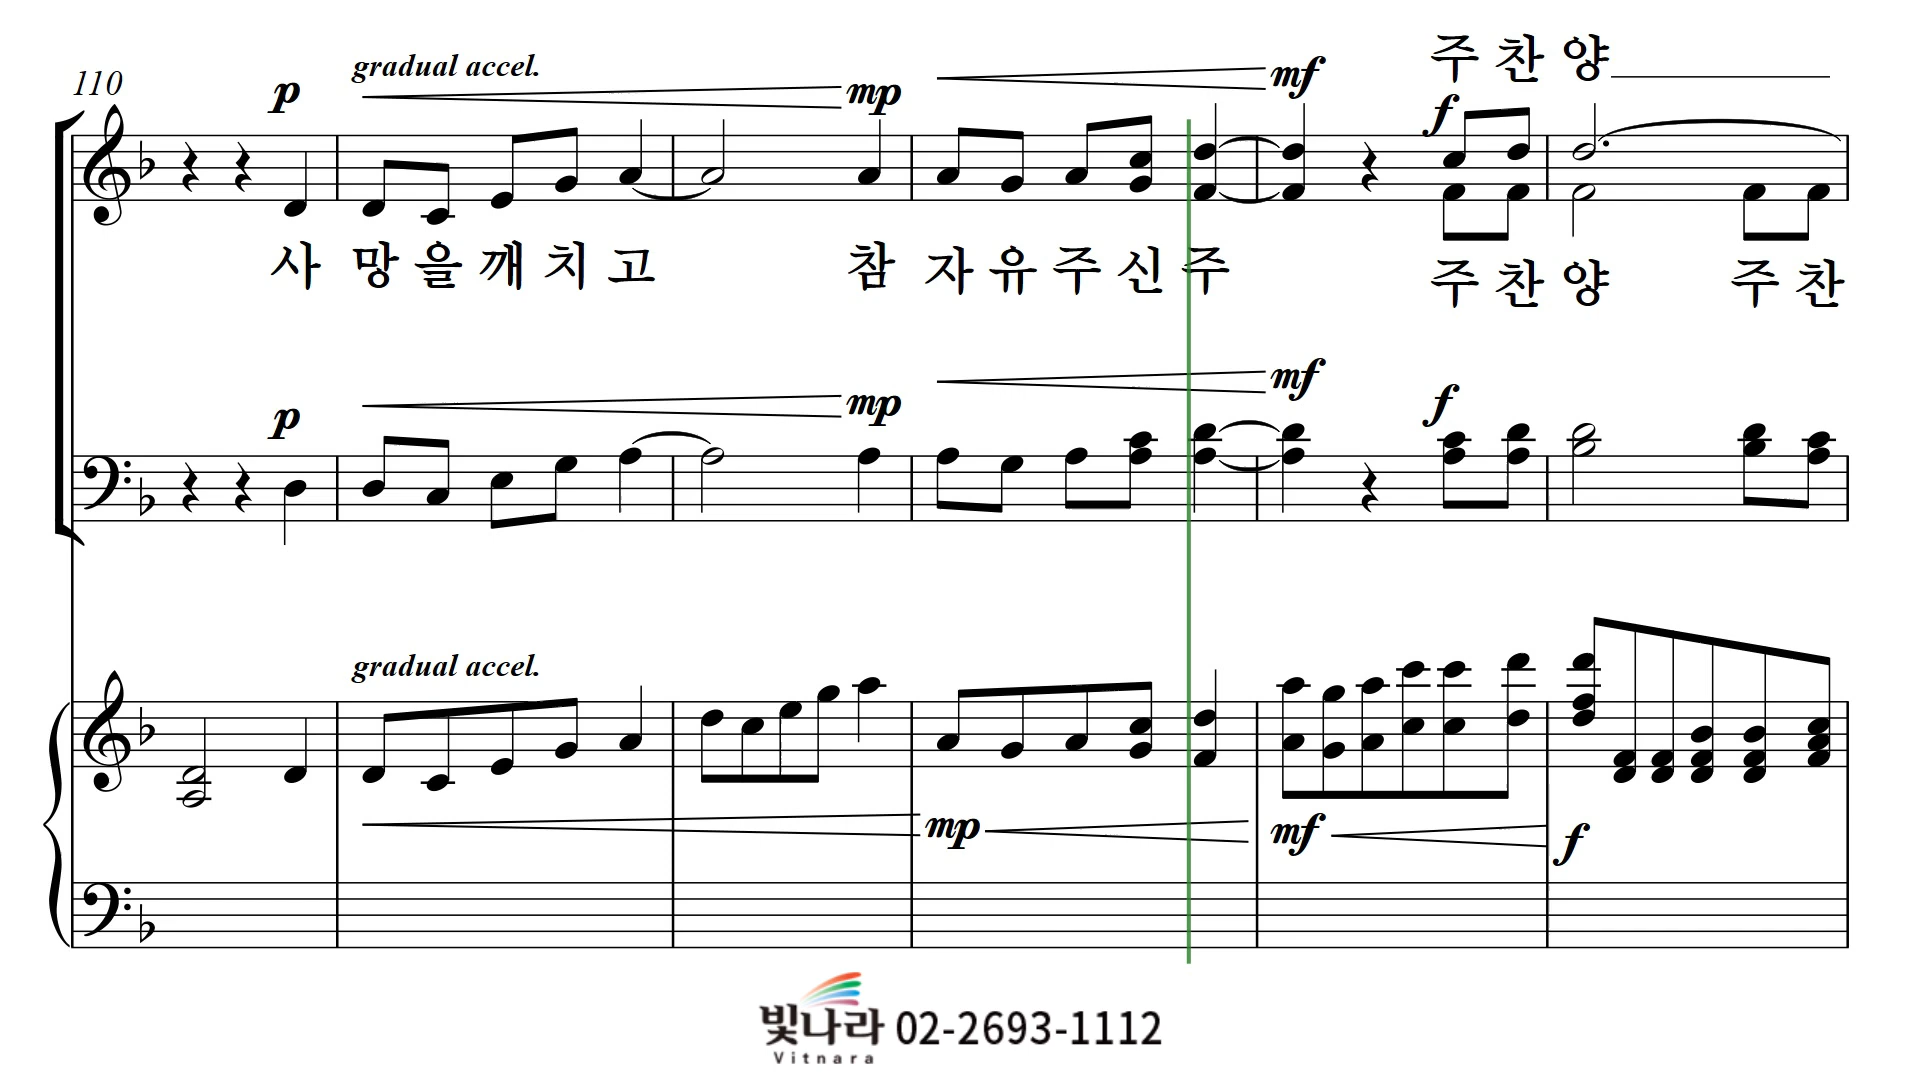 주 찬 양
110
p gradual accel. mp mf f
사 망 을 깨 치 고 참 자 유 주 신 주 주 찬 양 주 찬
p mp mf f
gradual accel.
mp mf f
빛나라 02-2693-1112
Vitnara